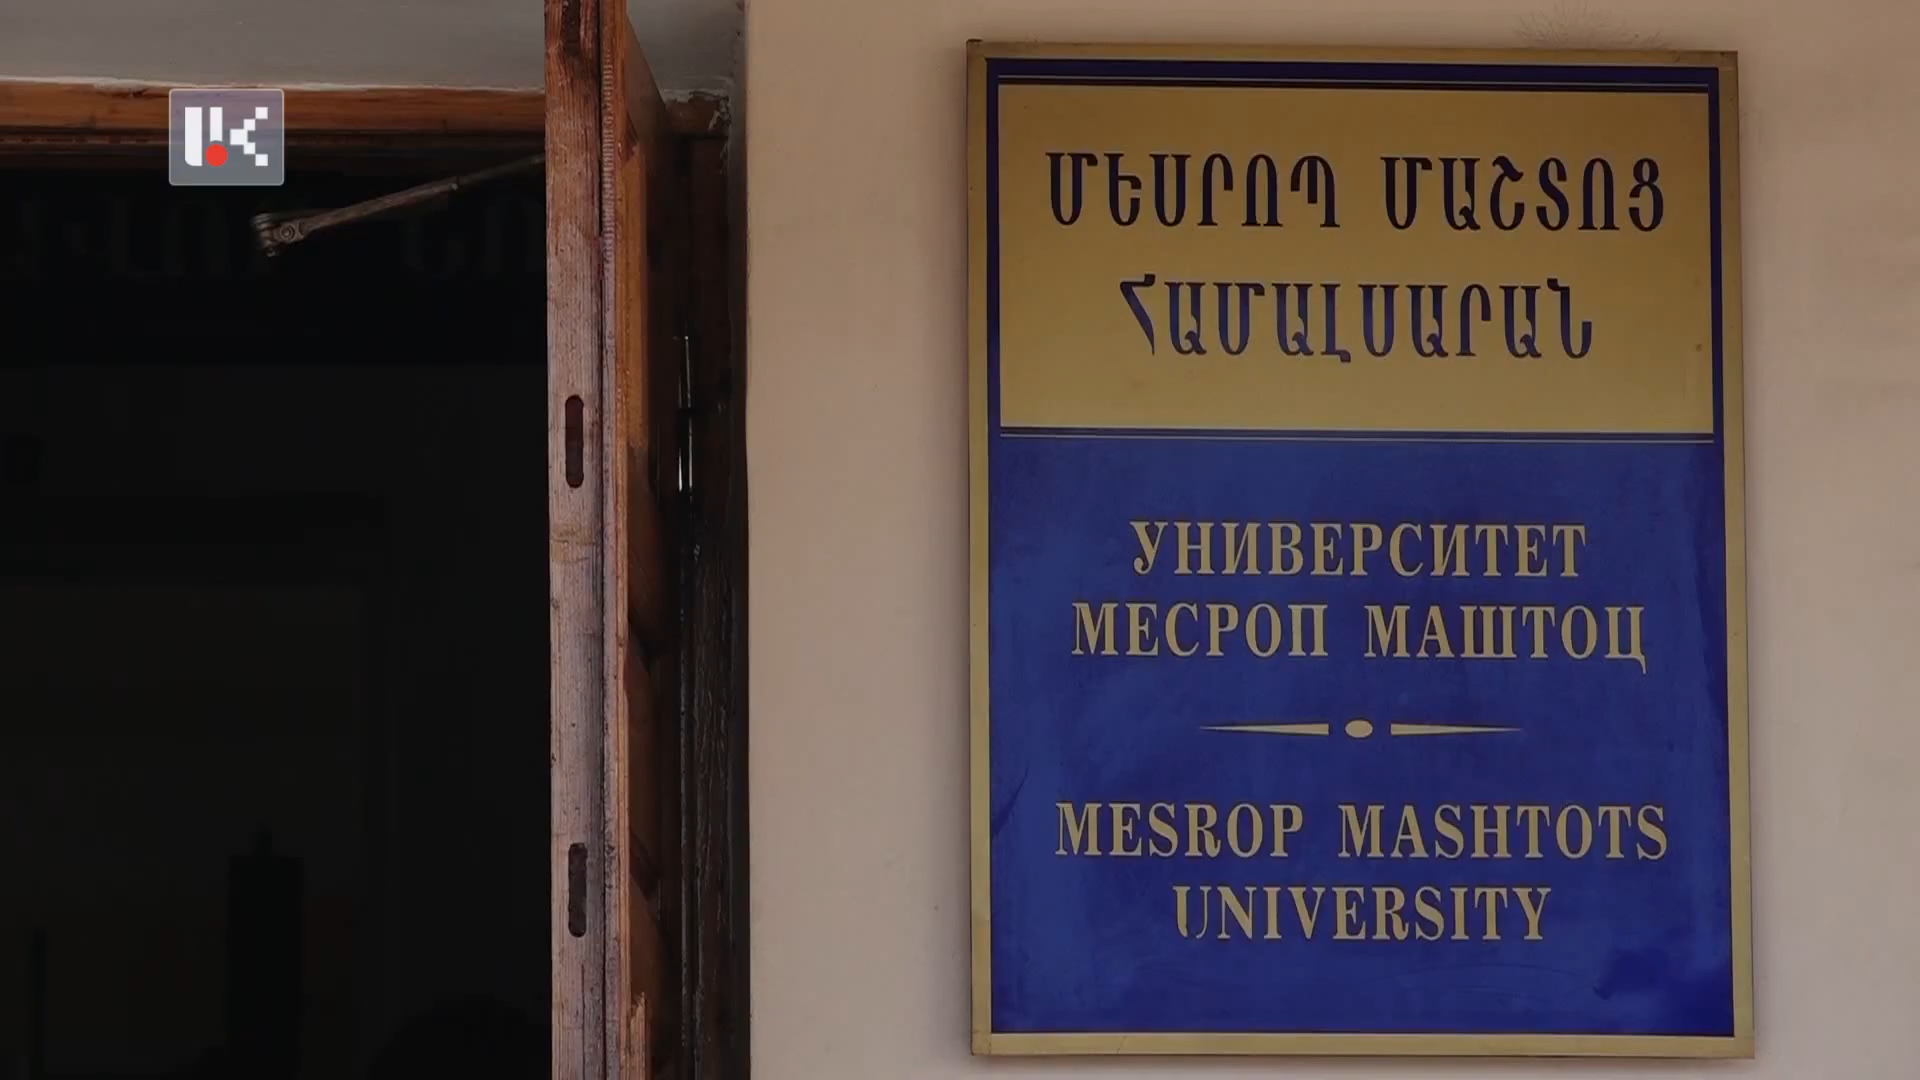 ՄԵՍՐՈՊ ՄԱՇՏՈՑ
ՀԱՄԱԼՍԱՐԱՆ
УНИВЕРСИТЕТ
МЕСРОП МАШТОЦ
MESROP MASHTOTS
UNIVERSITY